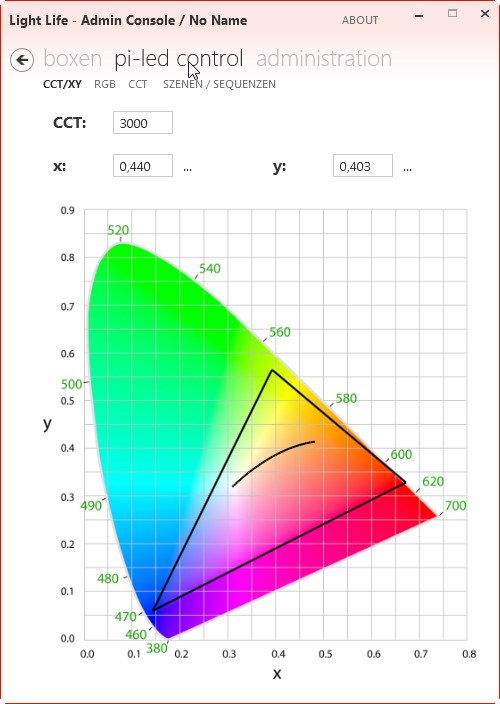 Light Life - Admin Console / No Name
ABOUT
boxen pi-led control administration
CCT/XY RGB CCT SZENEN / SEQUENZEN
CCT: 3000
x: 0,440 ... y: 0,403 ...
0.9
520
0.8
540
0.7
560
0.6
500
580
0.5
y
0.4
600
620
0.3
490
700
0.2
480
0.1
470
460
0.0
380
0.0 0.1 0.2 0.3 0.4 0.5 0.6 0.7 0.8
x